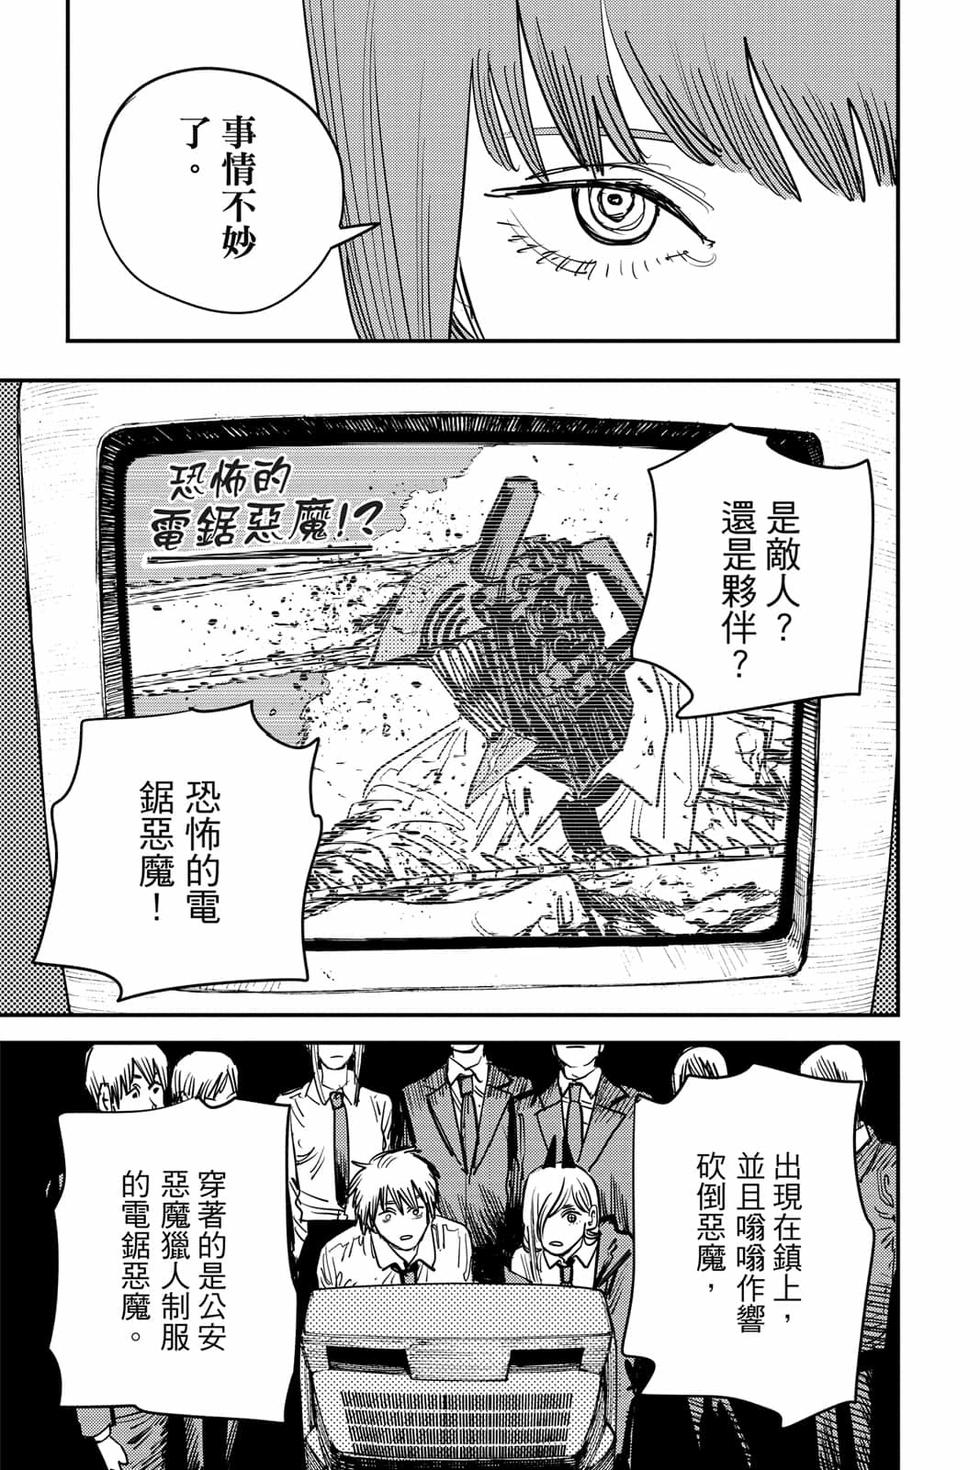 事情不妙
了。
恐怖的
電鋸惡魔!?
是敵人？
還是夥伴？
恐怖的電
鋸惡魔！
出現在鎮上，
並且嗡嗡作響
砍倒惡魔，
穿著的是公安
惡魔獵人制服
的電鋸惡魔。